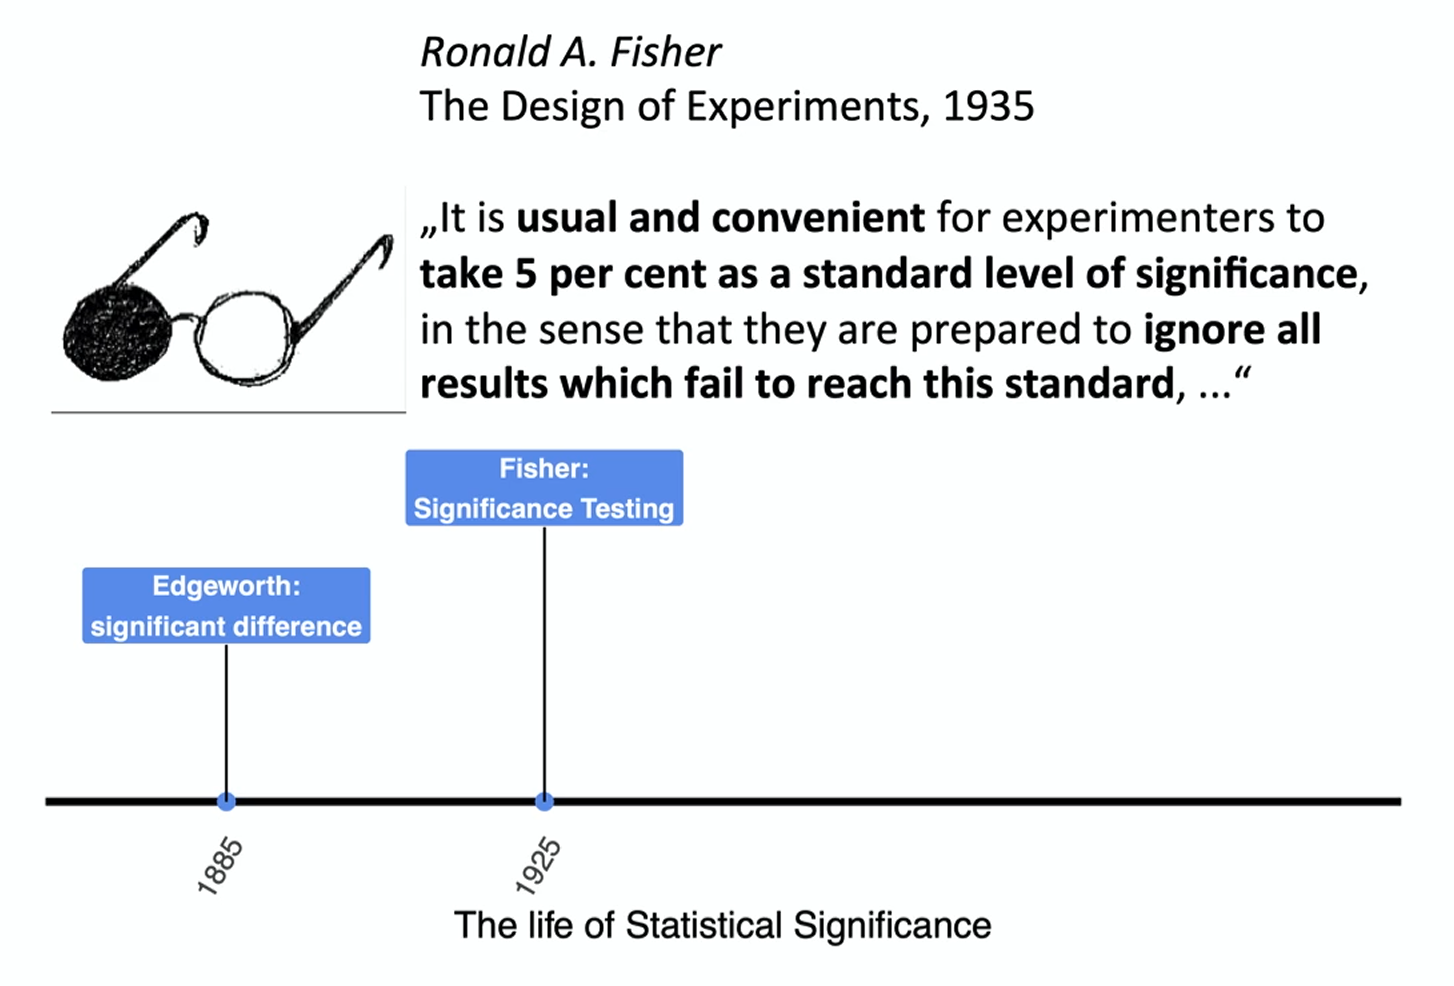 Ronald A. Fisher
The Design of Experiments, 1935
„It is usual and convenient for experimenters to
take 5 per cent as a standard level of significance,
in the sense that they are prepared to ignore all
results which fail to reach this standard, ...“
Fisher:
Significance Testing
Edgeworth:
significant difference
1885
1925
The life of Statistical Significance